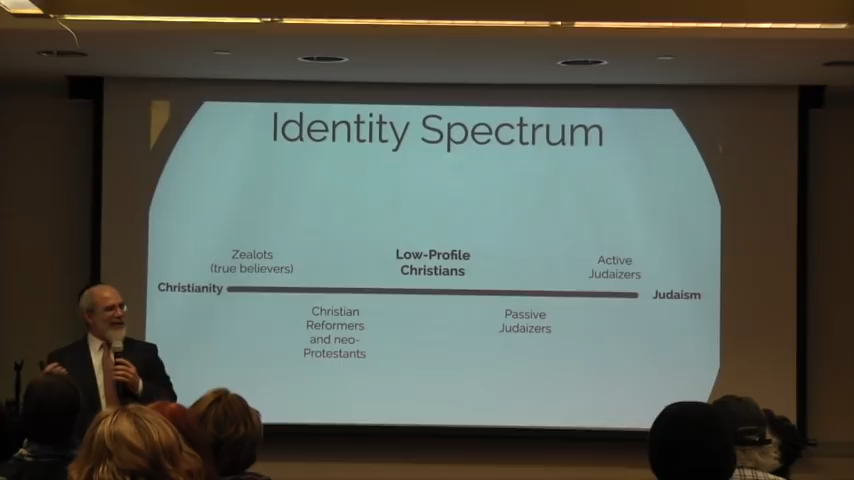 Identity Spectrum
Zealots
(true believers)
Low-Profile
Christians
Active
Judaizers
Christianity
Judaism
Christian
Reformers
and neo-
Protestants
Passive
Judaizers